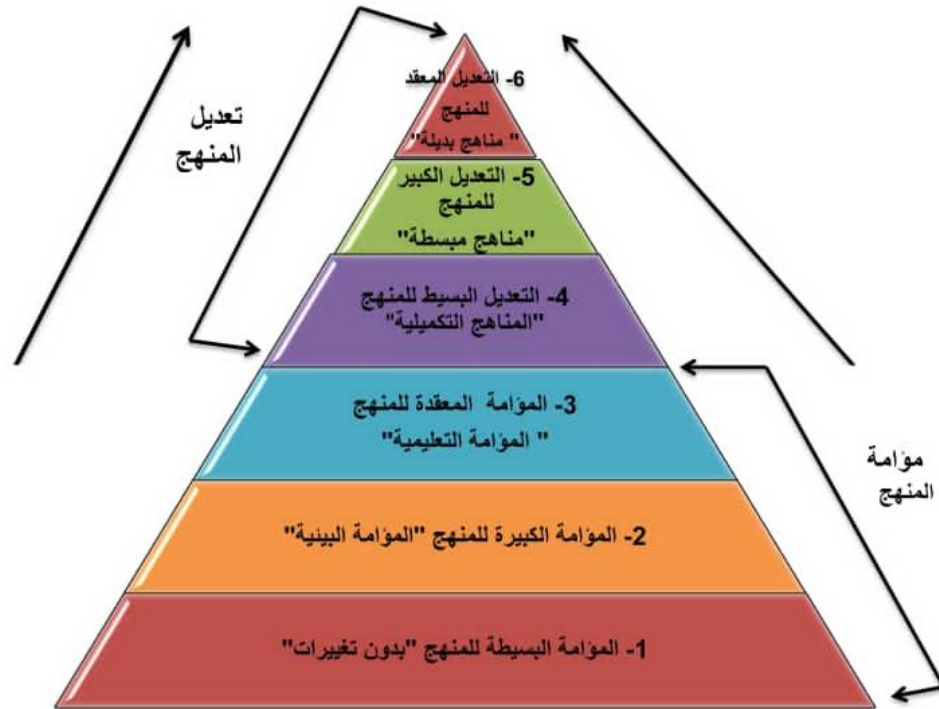 6- التعديل المعقد
للمنهج
" مناهج بديلة"
تعديل
المنهج
5- التعديل الكبير
للمنهج
"مناهج مبسطة"
4- التعديل البسيط للمنهج
"المناهج التكميلية"
3- المؤامة المعقدة للمنهج
" المؤامة التعليمية"
مؤامة
المنهج
2- المؤامة الكبيرة للمنهج "المؤامة البيئية"
1- المؤامة البسيطة للمنهج "بدون تغييرات"